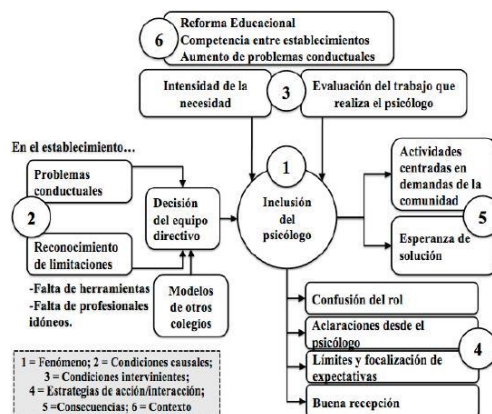 6
Reforma Educacional
Competencia entre establecimientos
Aumento de problemas conductuales
Intensidad de la
necesidad
3
Evaluación del trabajo que
realiza el psicólogo
En el establecimiento…
Problemas
conductuales
2
Reconocimiento
de limitaciones
-Falta de herramientas
-Falta de profesionales
idóneos.
Decisión
del equipo
directivo
Modelos
de otros
colegios
1
Inclusión
del
psicólogo
Actividades
centradas en
demandas de la
comunidad
5
Esperanza de
solución
Confusión del rol
Aclaraciones desde el
psicólogo
4
Límites y focalización de
expectativas
Buena recepción
1 = Fenómeno; 2 = Condiciones causales;
3 = Condiciones intervinientes;
4 = Estrategias de acción/interacción;
5 =Consecuencias; 6 = Contexto